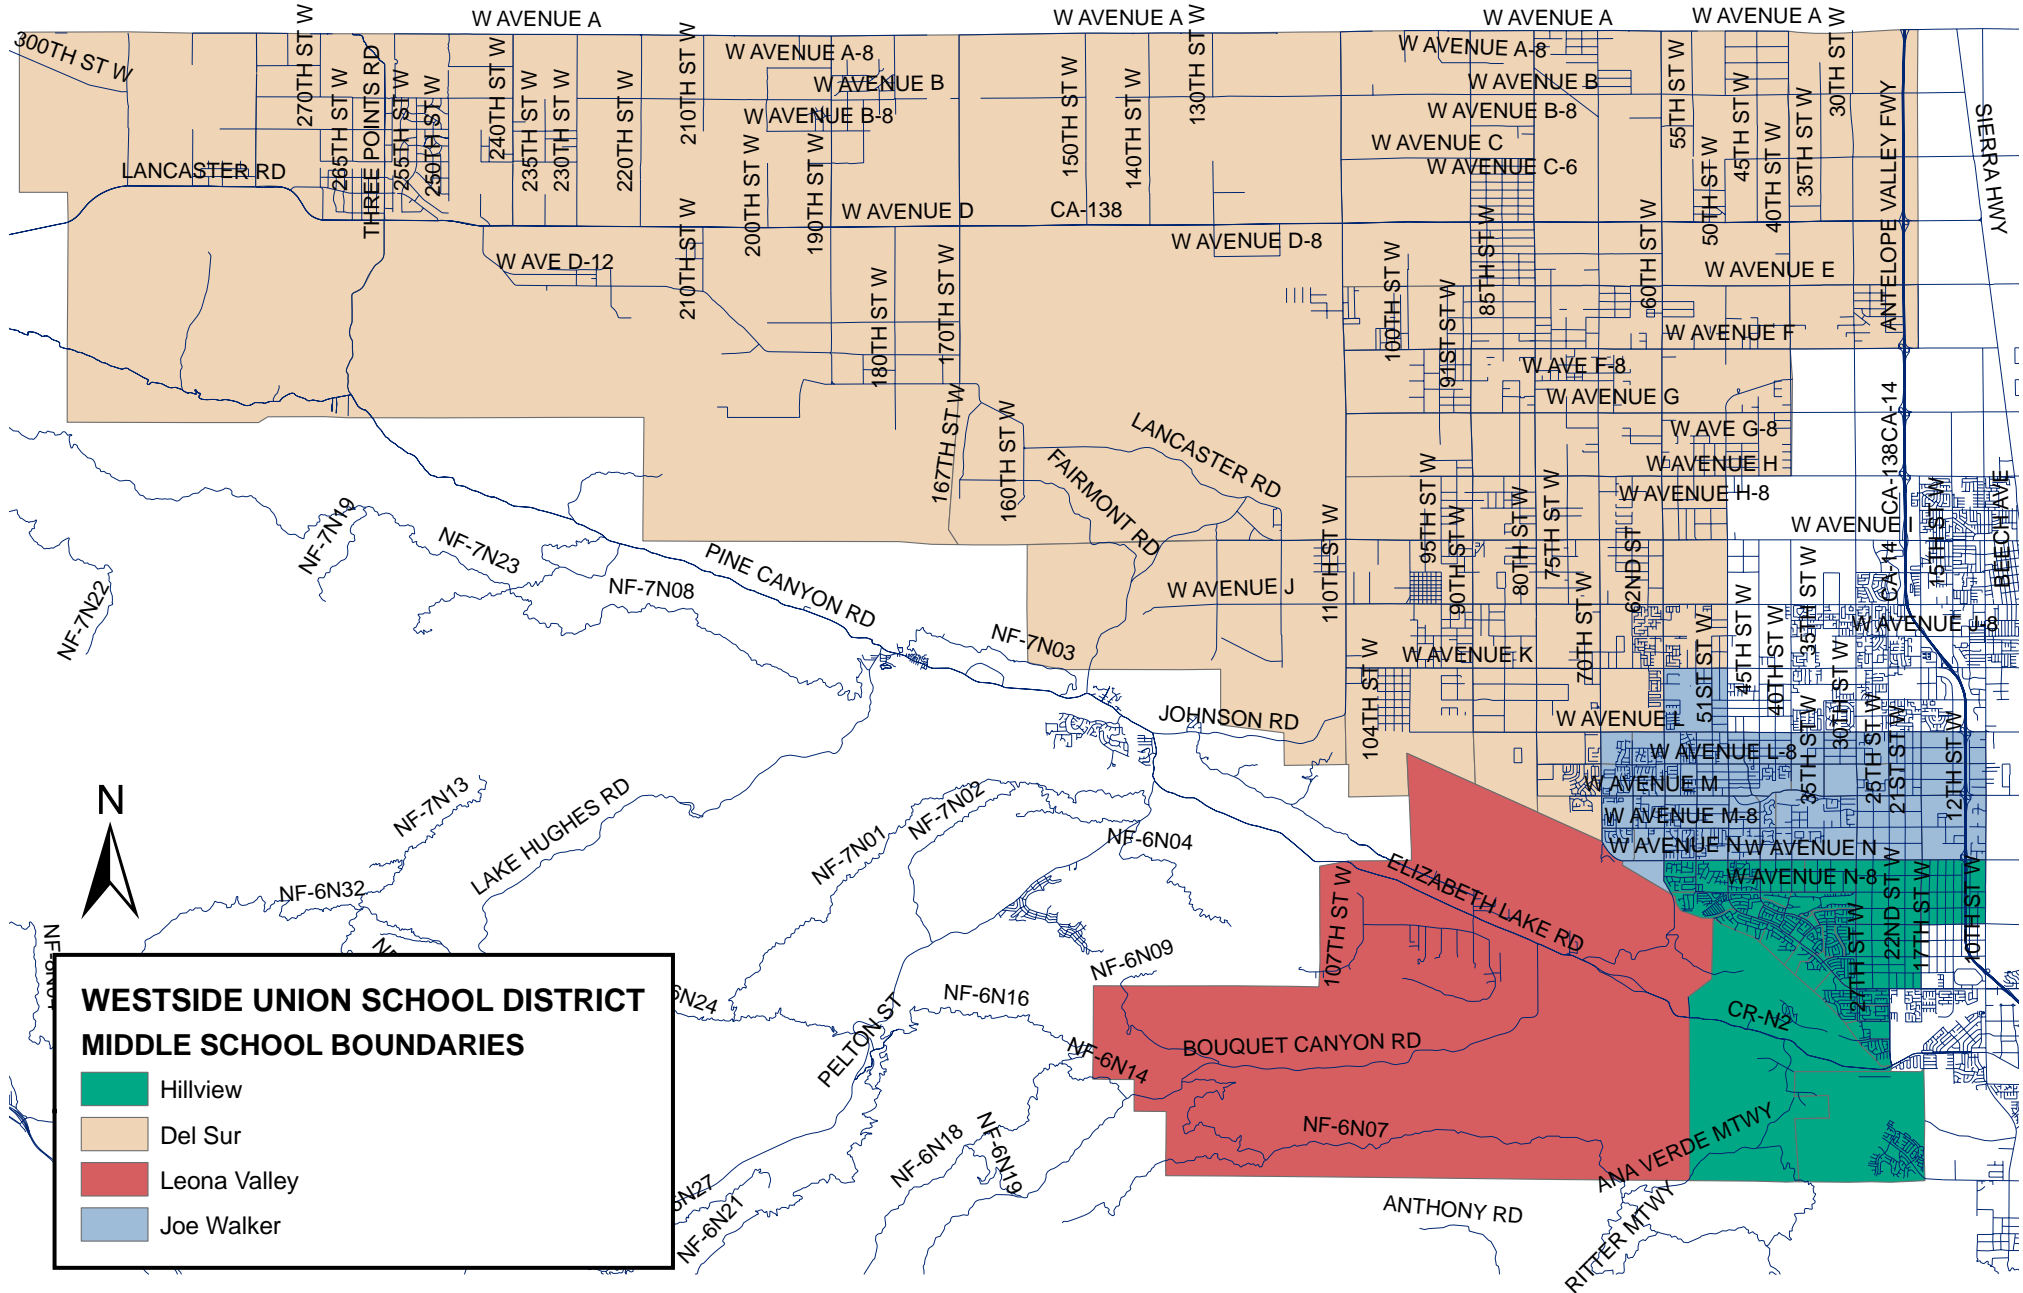 W AVENUE A
W AVENUE A
W AVENUE A
W AVENUE A
300TH ST W
270TH ST W
265TH ST W
THREE POINTS RD
255TH ST W
250TH ST W
240TH ST W
235TH ST W
230TH ST W
220TH ST W
210TH ST W
W AVENUE A-8
W AVENUE B
W AVENUE B-8
200TH ST W
190TH ST W
150TH ST W
140TH ST W
130TH ST W
W AVENUE A-8
W AVENUE B
W AVENUE B-8
W AVENUE C
W AVENUE C-6
55TH ST W
50TH ST W
45TH ST W
40TH ST W
35TH ST W
30TH ST W
ANTELOPE VALLEY FWY
SIERRA HWY
LANCASTER RD
W AVENUE D
CA-138
W AVENUE D-8
W AVE D-12
210TH ST W
180TH ST W
170TH ST W
100TH ST W
91ST ST W
85TH ST W
60TH ST W
W AVENUE E
W AVENUE F
W AVE F-8
W AVENUE G
W AVE G-8
W AVENUE H
W AVENUE H-8
W AVENUE I
167TH ST W
160TH ST W
LANCASTER RD
FAIRMONT RD
CA-138
CA-14
CA-14
CA-138
15TH ST W
BEECH AVE
110TH ST W
95TH ST W
90TH ST W
80TH ST W
75TH ST W
70TH ST W
62ND ST
W AVENUE J
W AVENUE J-8
NF-7N19
NF-7N23
NF-7N22
NF-7N08
PINE CANYON RD
NF-7N03
W AVENUE K
104TH ST W
51ST ST W
45TH ST W
40TH ST W
35TH ST W
35TH ST W
30TH ST W
25TH ST W
21ST ST W
12TH ST W
JOHNSON RD
W AVENUE L
W AVENUE L-8
W AVENUE M
W AVENUE M-8
W AVENUE N
W AVENUE N
W AVENUE N-8
N
NF-7N13
LAKE HUGHES RD
NF-7N02
NF-7N01
NF-6N04
NF-6N32
ELIZABETH LAKE RD
107TH ST W
27TH ST W
22ND ST W
17TH ST W
10TH ST W
NF-6N09
NF-6N16
PELTON ST
NF-6N14
BOUQUET CANYON RD
CR-N2
NF-6N07
ANA VERDE MTWY
NF-6N18
NF-6N19
NF-6N21
ANTHONY RD
RITTER MTWY
WESTSIDE UNION SCHOOL DISTRICT
MIDDLE SCHOOL BOUNDARIES
Hillview
Del Sur
Leona Valley
Joe Walker